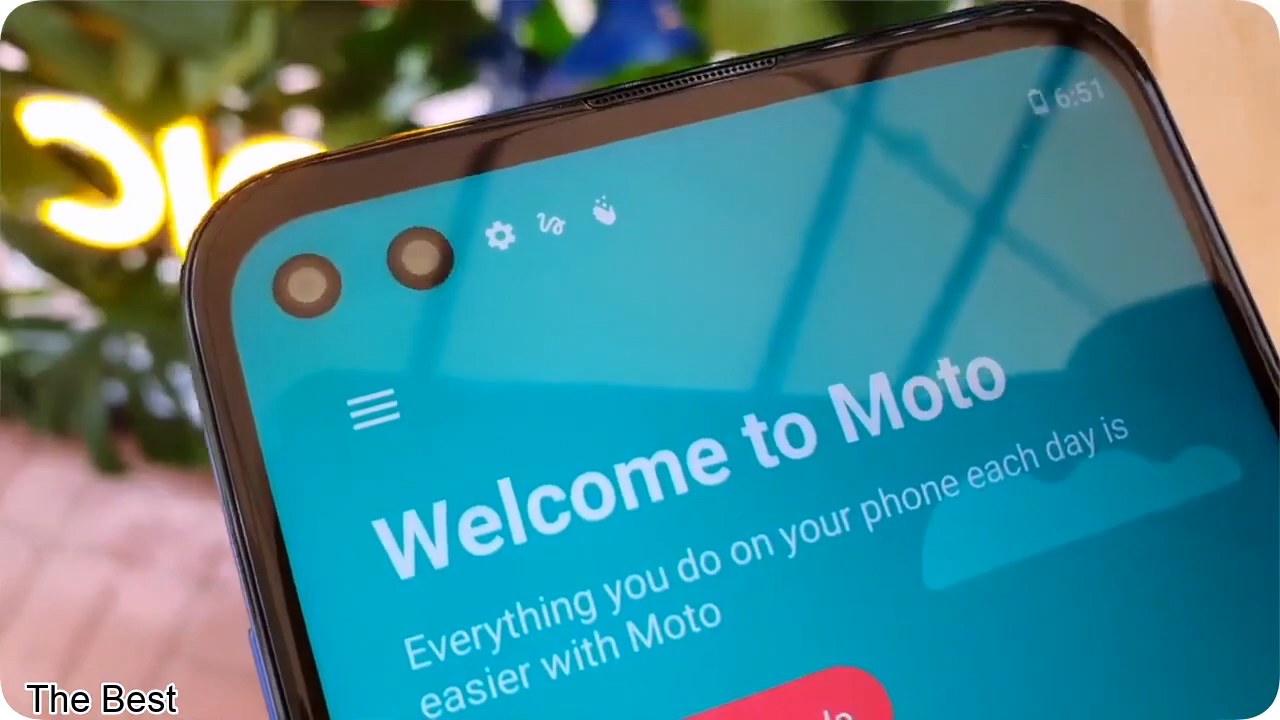 6:51
Welcome to Moto
Everything you do on your phone each day is
easier with Moto
The Best